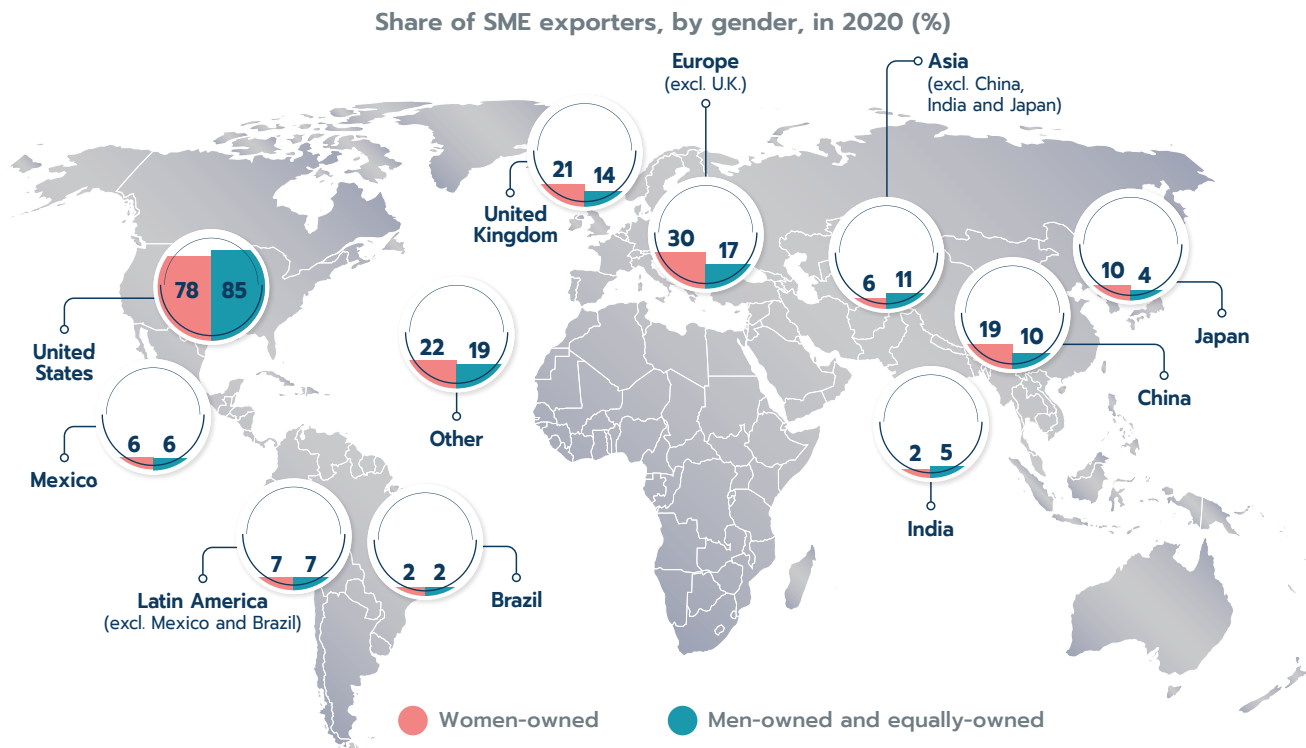 Share of SME exporters, by gender, in 2020 (%)
Europe
(excl. U.K.)
Asia
(excl. China,
India and Japan)
21 14
United
Kingdom
30 17
6 11
10 4
Japan
78 85
United
States
22 19
Other
19 10
China
6 6
Mexico
2 5
India
7 7
Latin America
(excl. Mexico and Brazil)
2 2
Brazil
Women-owned
Men-owned and equally-owned